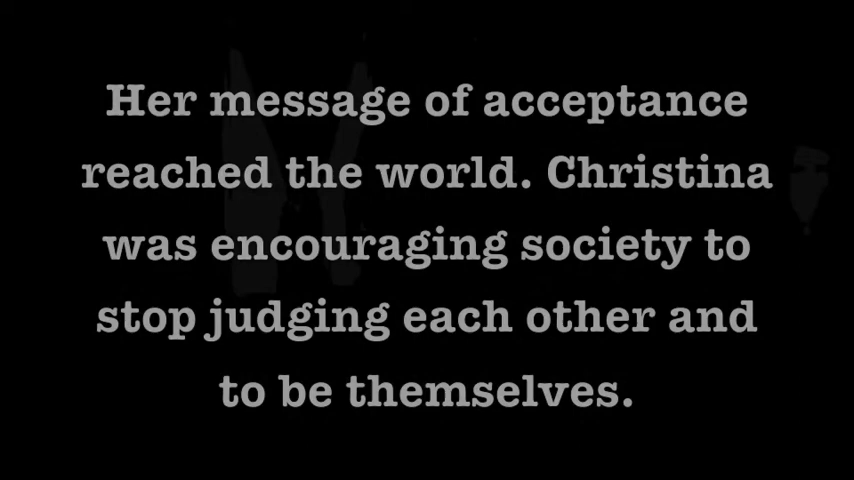 Her message of acceptance
reached the world. Christina
was encouraging society to
stop judging each other and
to be themselves.